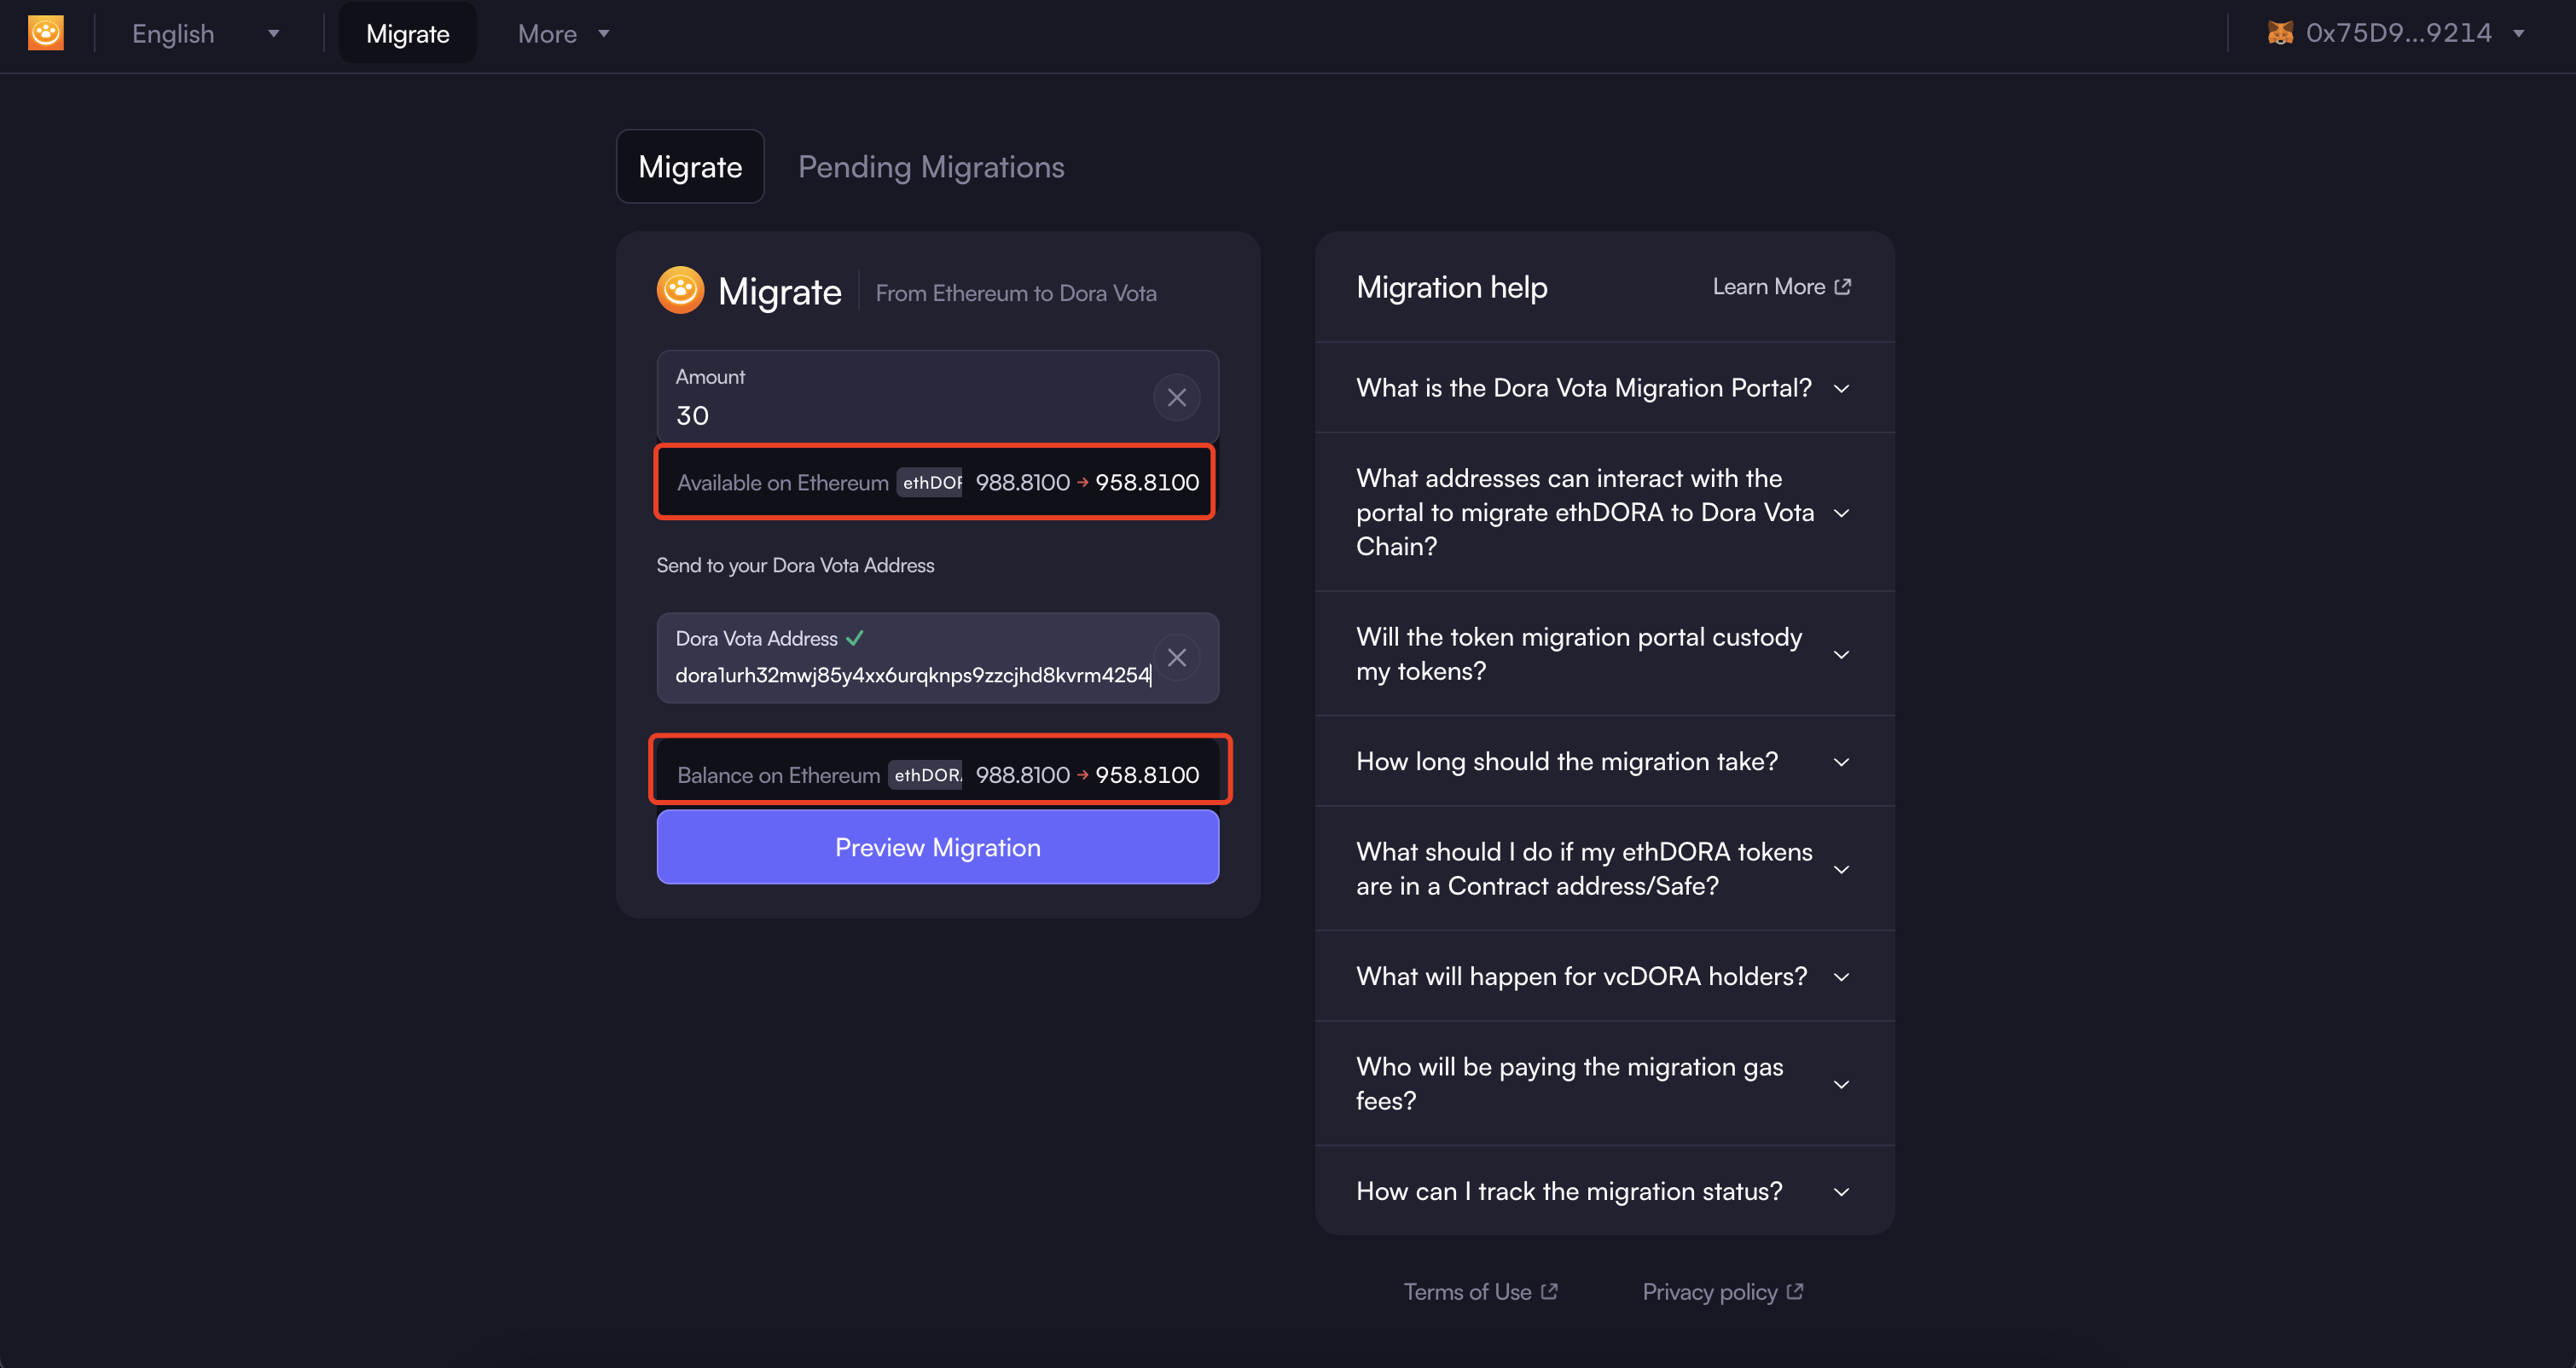 English
Migrate
More
0x75D9...9214
Migrate
Pending Migrations
Migrate
From Ethereum to Dora Vota
Amount
30
Available on Ethereum ethDOR 988.8100 → 958.8100
Send to your Dora Vota Address
Dora Vota Address
dora1urh32mwj85y4xx6urqknps9zzcjhd8kvrm4254
Balance on Ethereum ethDOR 988.8100 → 958.8100
Preview Migration
Migration help
Learn More
What is the Dora Vota Migration Portal?
What addresses can interact with the
portal to migrate ethDORA to Dora Vota
Chain?
Will the token migration portal custody
my tokens?
How long should the migration take?
What should I do if my ethDORA tokens
are in a Contract address/Safe?
What will happen for vcDORA holders?
Who will be paying the migration gas
fees?
How can I track the migration status?
Terms of Use
Privacy policy